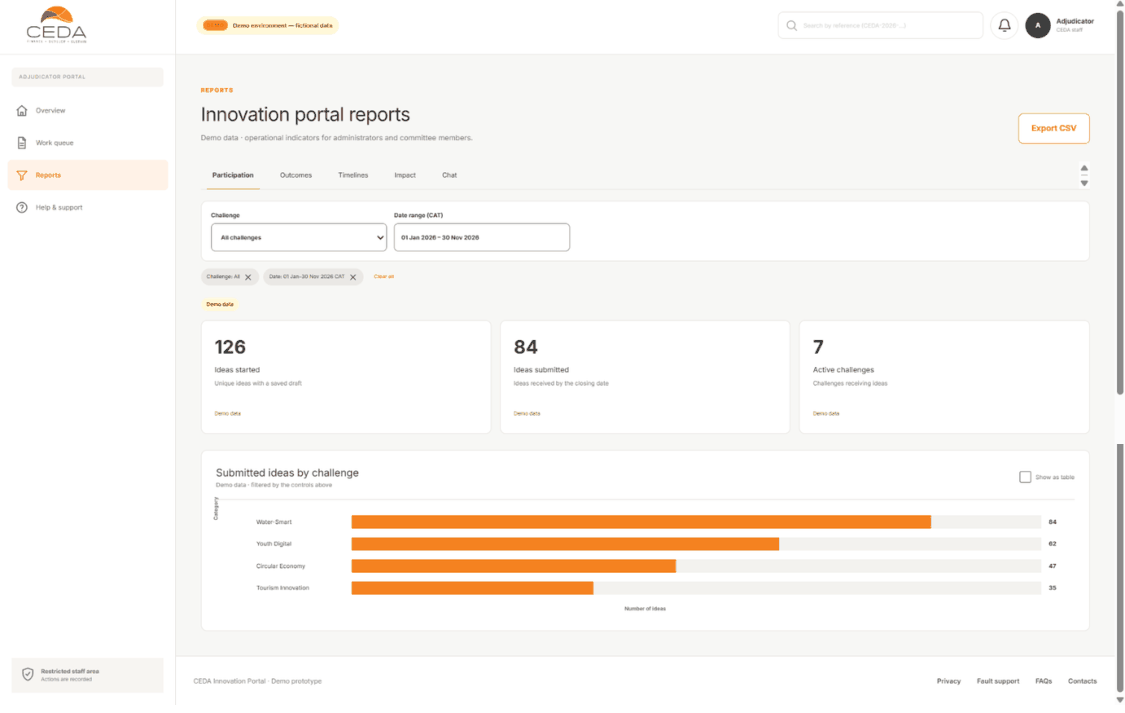 CEDA
Demo environment — fictional data
Search by reference (CEDA-2026-...)
A
Adjudicator
CEDA staff
ADJUDICATOR PORTAL
Overview
Work queue
Reports
Help & support
REPORTS
Innovation portal reports
Demo data · operational indicators for administrators and committee members.
Export CSV
Participation
Outcomes
Timelines
Impact
Chat
Challenge
All challenges
Date range (CAT)
01 Jan 2026 – 30 Nov 2026
Challenge: All
Date: 01 Jan–30 Nov 2026 CAT
Clear all
Demo data
126
Ideas started
Unique ideas with a saved draft
Demo data
84
Ideas submitted
Ideas received by the closing date
Demo data
7
Active challenges
Challenges receiving ideas
Demo data
Submitted ideas by challenge
Demo data · filtered by the controls above
Show as table
Category
Water Smart
84
Youth Digital
62
Circular Economy
47
Tourism Innovation
35
Number of ideas
Restricted staff area
Actions are recorded
CEDA Innovation Portal · Demo prototype
Privacy
Fault support
FAQs
Contacts